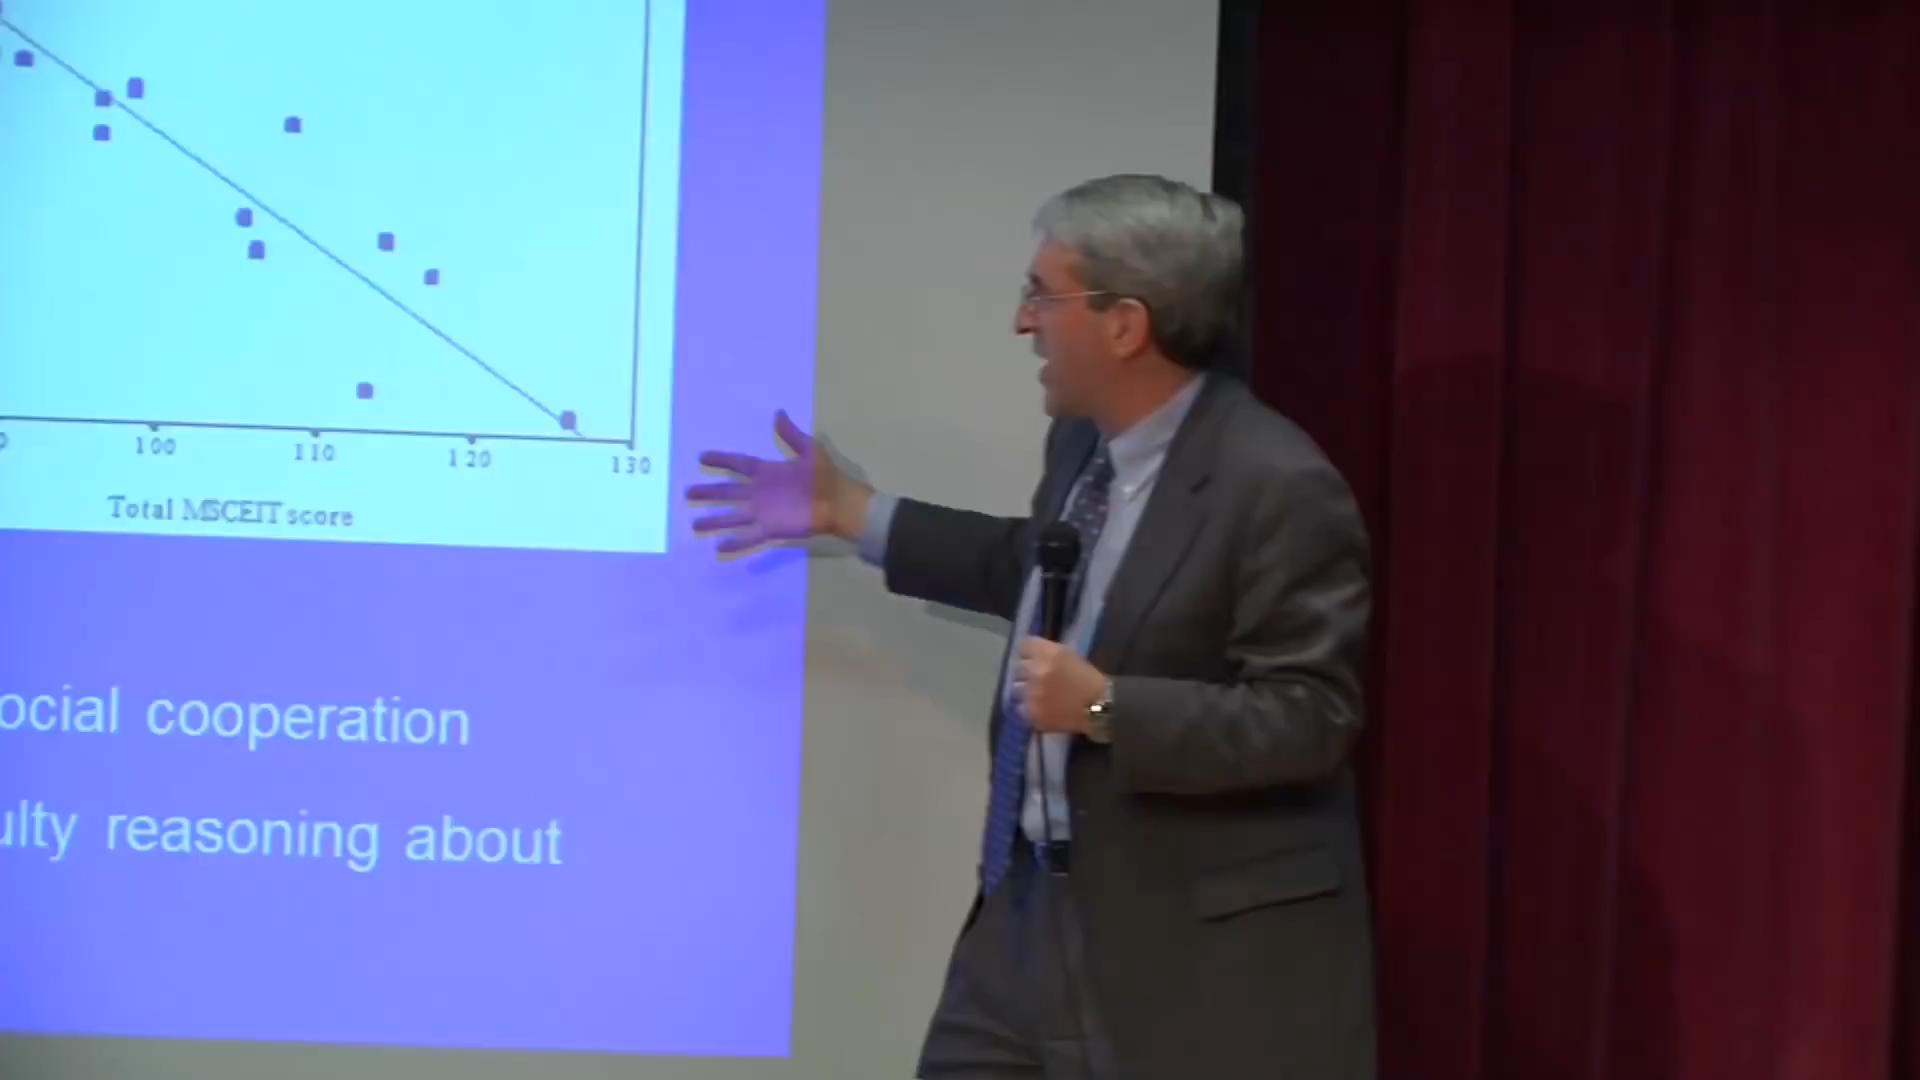 100 110 120 130
Total MSCEIT score
ocial cooperation
ulty reasoning about